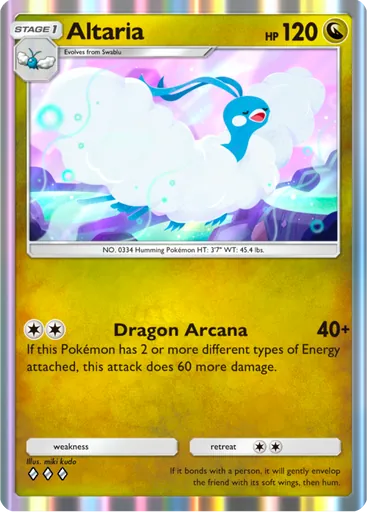 STAGE 1
Altaria
HP 120
Evolves from Swablu
NO. 0334 Humming Pokémon HT: 3'7" WT: 45.4 lbs.
Dragon Arcana 40+
If this Pokémon has 2 or more different types of Energy
attached, this attack does 60 more damage.
weakness
retreat
Illus. miki kudo
If it bonds with a person, it will gently envelop
the friend with its soft wings, then hum.